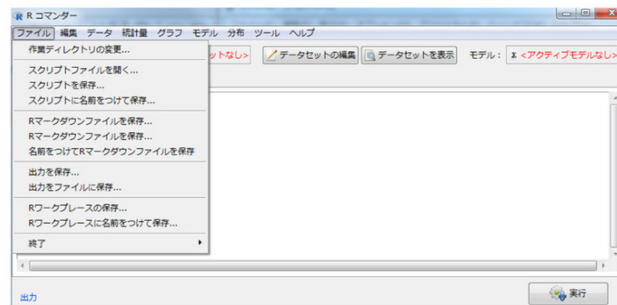 R コマンダー
ファイル 編集 データ 統計量 グラフ モデル 分布 ツール ヘルプ
作業ディレクトリの変更...
ットなし> データセットの編集 データセットを表示 モデル： Σ <アクティブモデルなし>
スクリプトファイルを開く...
スクリプトを保存...
スクリプトに名前をつけて保存...
Rマークダウンファイルを保存...
Rマークダウンファイルを保存...
名前をつけてRマークダウンファイルを保存
出力を保存...
出力をファイルに保存...
Rワークプレースの保存...
Rワークプレースに名前をつけて保存...
終了
出力 実行